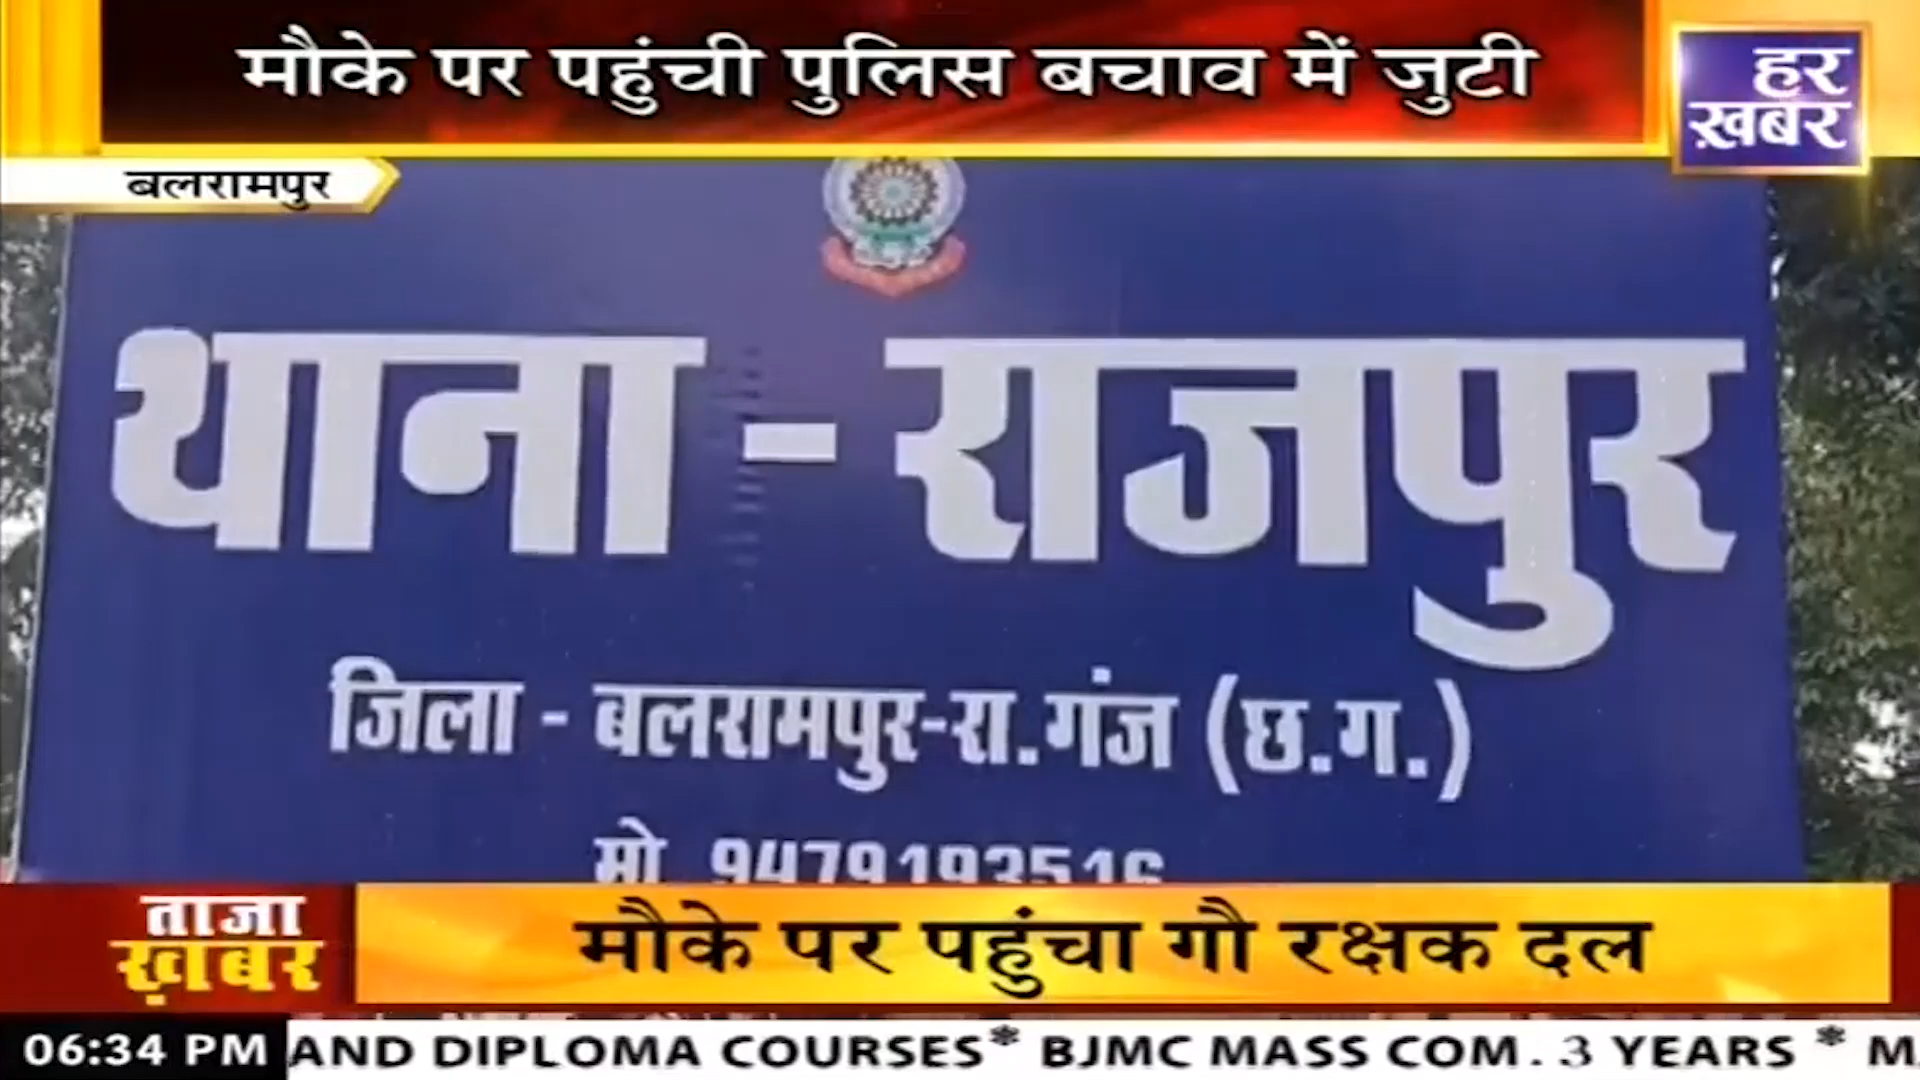 मौके पर पहुंची पुलिस बचाव में जुटी
हर
ख़बर
बलरामपुर
थाना - राजपुर
जिला - बलरामपुर-रा.गंज (छ.ग.)
मो. 9479193516
ताजा
ख़बर
मौके पर पहुंचा गौ रक्षक दल
06:34 PM AND DIPLOMA COURSES* BJMC MASS COM. 3 YEARS * M